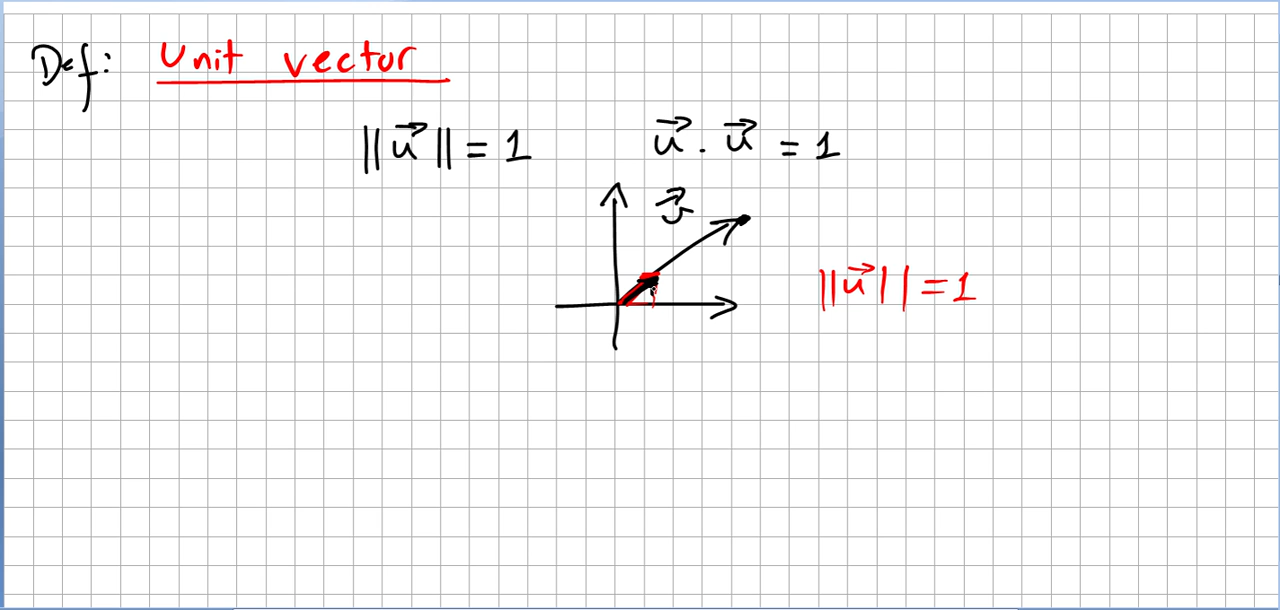 Def: Unit vector
||u⃗|| = 1 u⃗ . u⃗ = 1
v⃗
||u⃗|| = 1